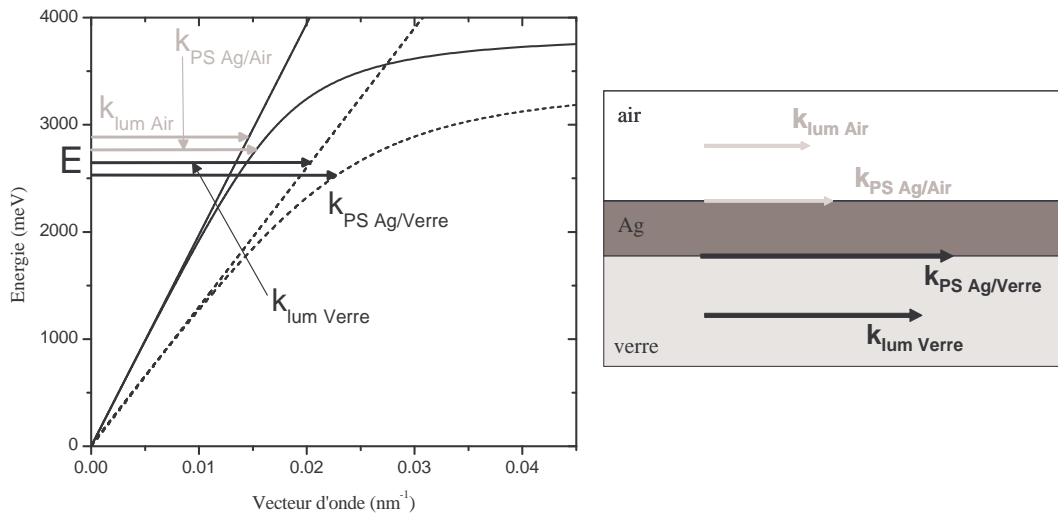 4000
3000
2000
1000
0
0.00 0.01 0.02 0.03 0.04
Energie (meV)
Vecteur d'onde (nm⁻¹)
k PS Ag/Air
k lum Air
E
k PS Ag/Verre
k lum Verre
air
k lum Air
k PS Ag/Air
Ag
k PS Ag/Verre
k lum Verre
verre